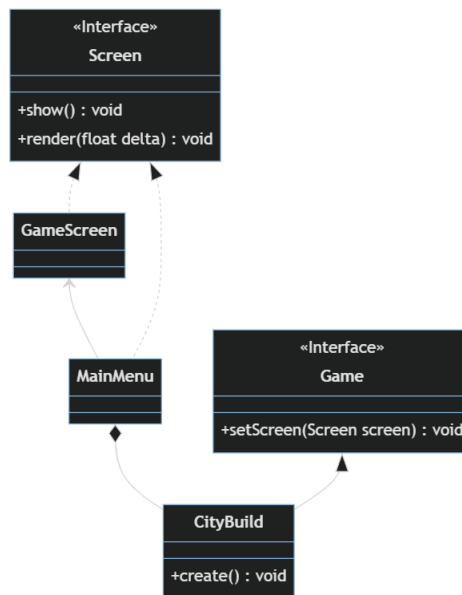 «Interface»
Screen
+show() : void
+render(float delta) : void
GameScreen
MainMenu
«Interface»
Game
+setScreen(Screen screen) : void
CityBuild
+create() : void